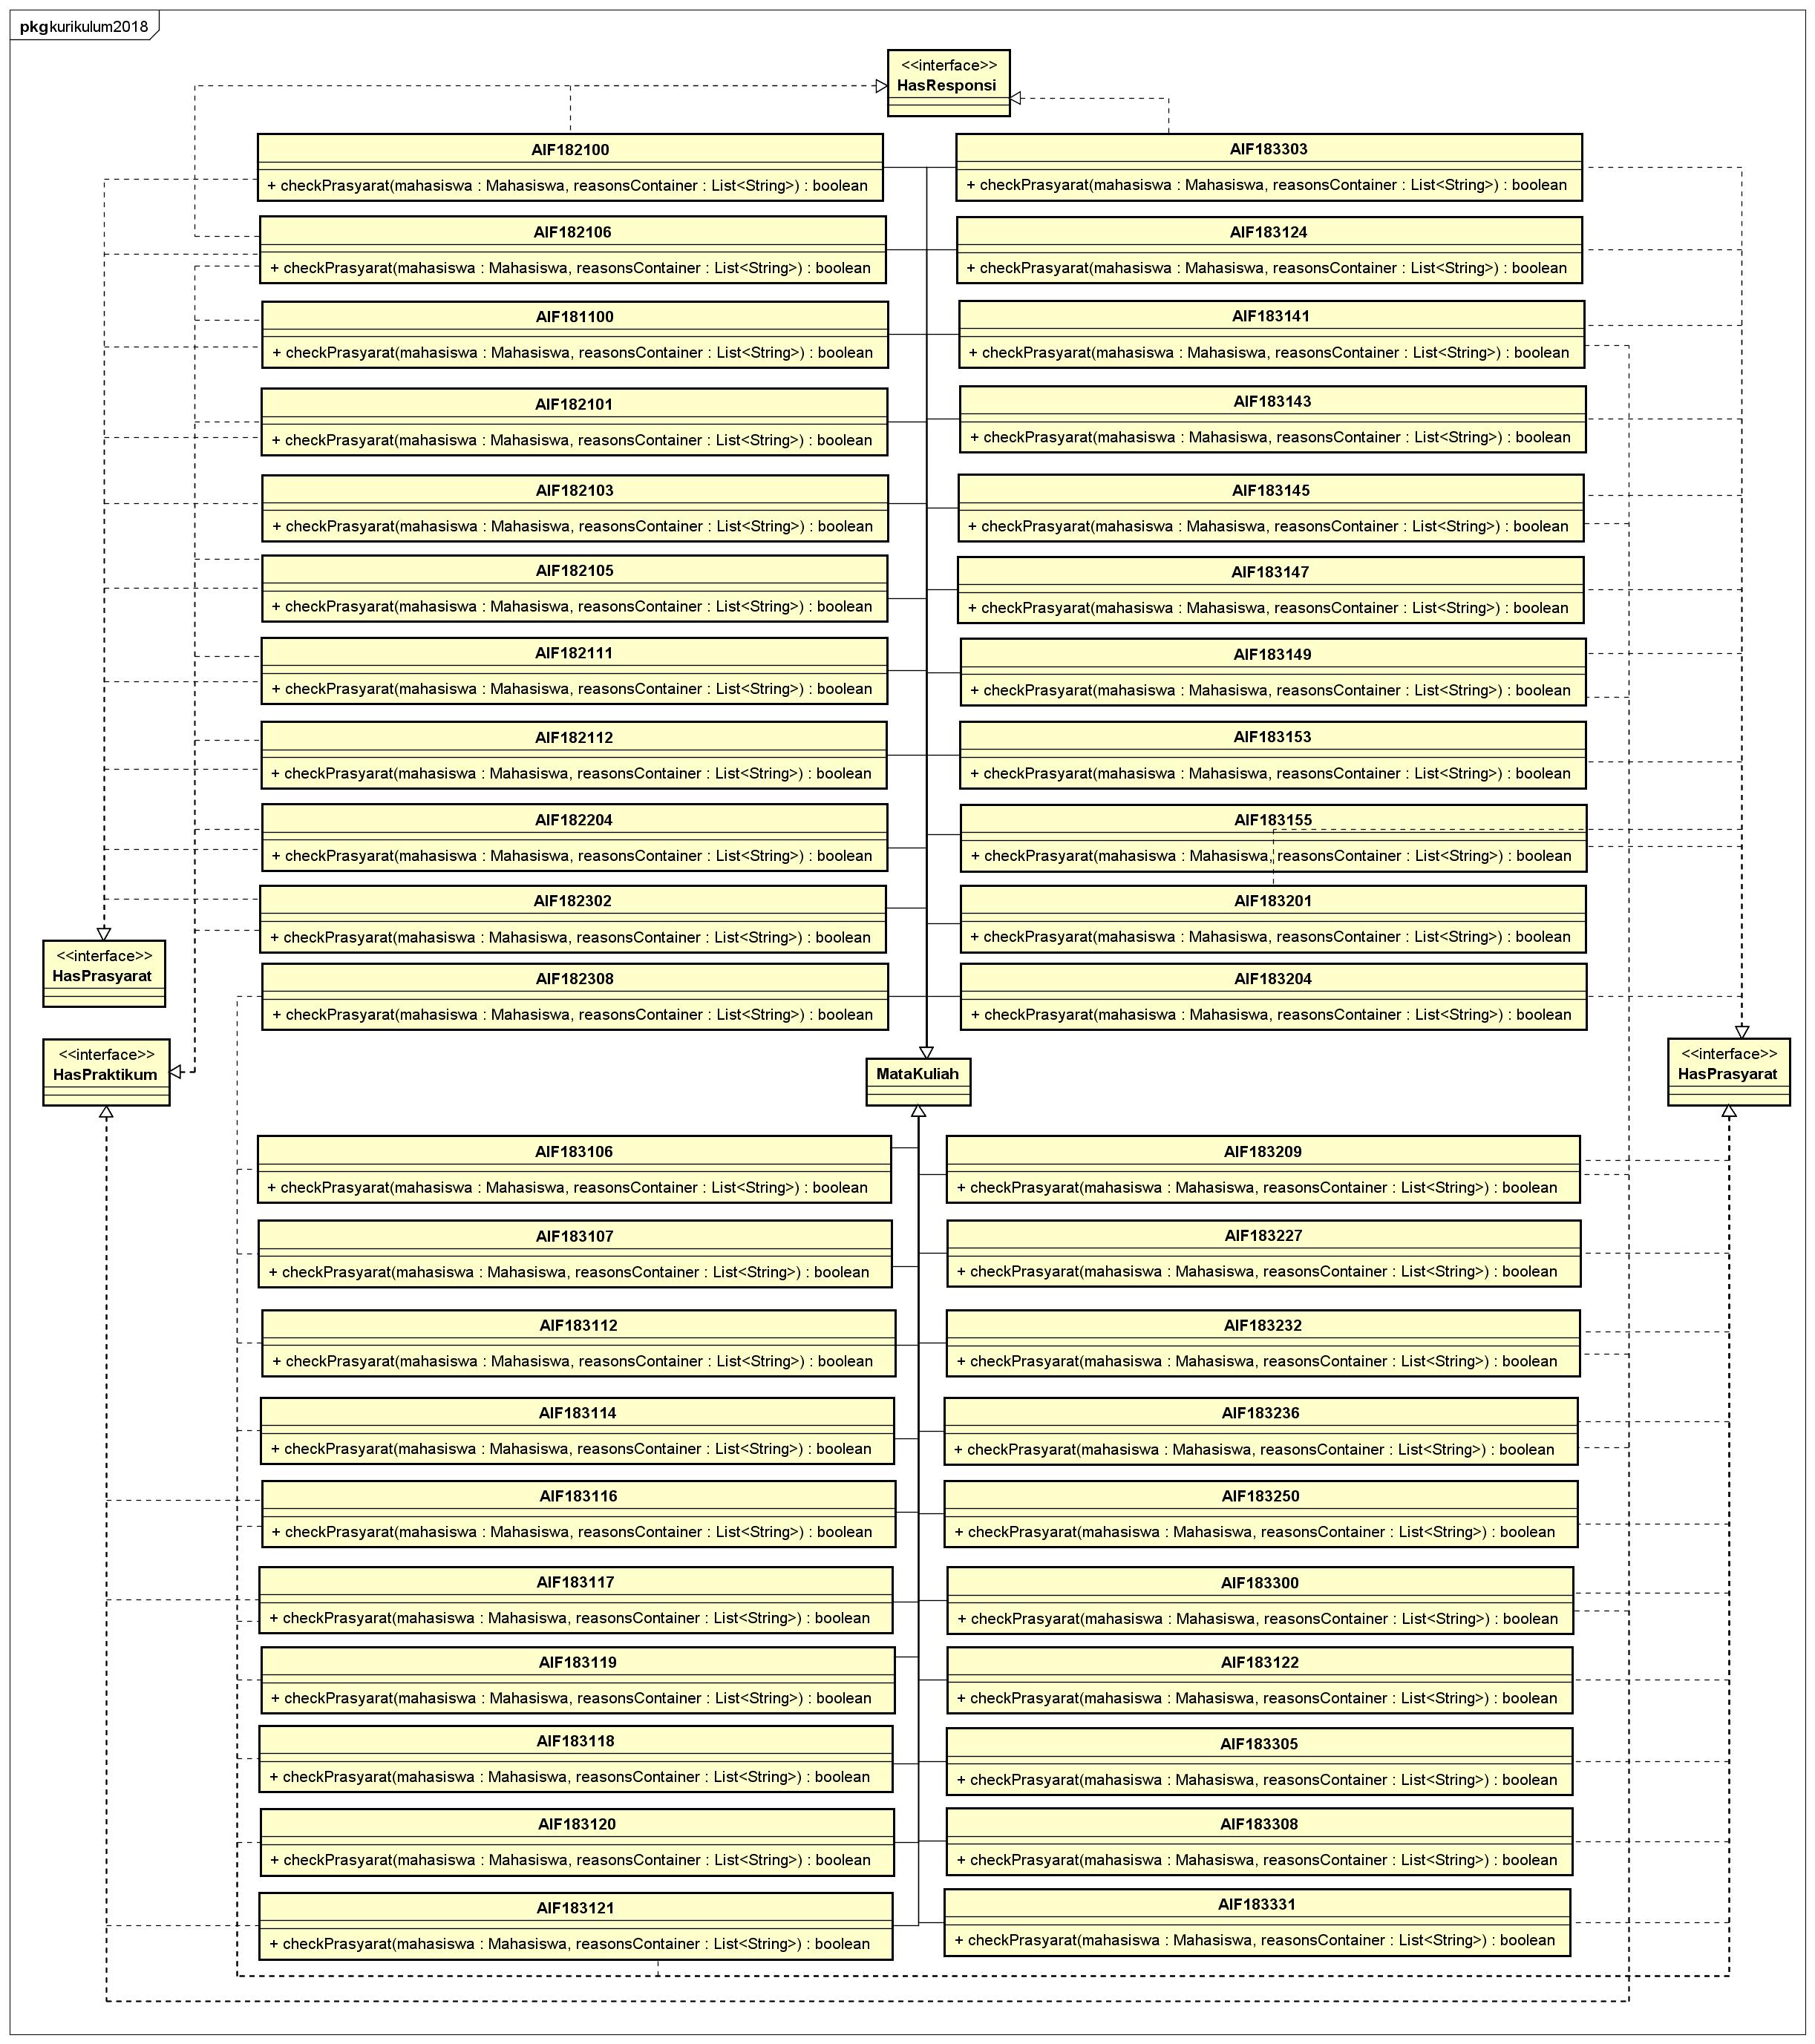 pkg kurikulum2018
<<interface>>
HasResponsi
AIF182100
+ checkPrasyarat(mahasiswa : Mahasiswa, reasonsContainer : List<String>) : boolean
AIF183303
+ checkPrasyarat(mahasiswa : Mahasiswa, reasonsContainer : List<String>) : boolean
AIF182106
+ checkPrasyarat(mahasiswa : Mahasiswa, reasonsContainer : List<String>) : boolean
AIF183124
+ checkPrasyarat(mahasiswa : Mahasiswa, reasonsContainer : List<String>) : boolean
AIF181100
+ checkPrasyarat(mahasiswa : Mahasiswa, reasonsContainer : List<String>) : boolean
AIF183141
+ checkPrasyarat(mahasiswa : Mahasiswa, reasonsContainer : List<String>) : boolean
AIF182101
+ checkPrasyarat(mahasiswa : Mahasiswa, reasonsContainer : List<String>) : boolean
AIF183143
+ checkPrasyarat(mahasiswa : Mahasiswa, reasonsContainer : List<String>) : boolean
AIF182103
+ checkPrasyarat(mahasiswa : Mahasiswa, reasonsContainer : List<String>) : boolean
AIF183145
+ checkPrasyarat(mahasiswa : Mahasiswa, reasonsContainer : List<String>) : boolean
AIF182105
+ checkPrasyarat(mahasiswa : Mahasiswa, reasonsContainer : List<String>) : boolean
AIF183147
+ checkPrasyarat(mahasiswa : Mahasiswa, reasonsContainer : List<String>) : boolean
AIF182111
+ checkPrasyarat(mahasiswa : Mahasiswa, reasonsContainer : List<String>) : boolean
AIF183149
+ checkPrasyarat(mahasiswa : Mahasiswa, reasonsContainer : List<String>) : boolean
AIF182112
+ checkPrasyarat(mahasiswa : Mahasiswa, reasonsContainer : List<String>) : boolean
AIF183153
+ checkPrasyarat(mahasiswa : Mahasiswa, reasonsContainer : List<String>) : boolean
AIF182204
+ checkPrasyarat(mahasiswa : Mahasiswa, reasonsContainer : List<String>) : boolean
AIF183155
+ checkPrasyarat(mahasiswa : Mahasiswa, reasonsContainer : List<String>) : boolean
AIF182302
+ checkPrasyarat(mahasiswa : Mahasiswa, reasonsContainer : List<String>) : boolean
AIF183201
+ checkPrasyarat(mahasiswa : Mahasiswa, reasonsContainer : List<String>) : boolean
<<interface>>
HasPrasyarat
AIF182308
+ checkPrasyarat(mahasiswa : Mahasiswa, reasonsContainer : List<String>) : boolean
AIF183204
+ checkPrasyarat(mahasiswa : Mahasiswa, reasonsContainer : List<String>) : boolean
<<interface>>
HasPraktikum
MataKuliah
<<interface>>
HasPrasyarat
AIF183106
+ checkPrasyarat(mahasiswa : Mahasiswa, reasonsContainer : List<String>) : boolean
AIF183209
+ checkPrasyarat(mahasiswa : Mahasiswa, reasonsContainer : List<String>) : boolean
AIF183107
+ checkPrasyarat(mahasiswa : Mahasiswa, reasonsContainer : List<String>) : boolean
AIF183227
+ checkPrasyarat(mahasiswa : Mahasiswa, reasonsContainer : List<String>) : boolean
AIF183112
+ checkPrasyarat(mahasiswa : Mahasiswa, reasonsContainer : List<String>) : boolean
AIF183232
+ checkPrasyarat(mahasiswa : Mahasiswa, reasonsContainer : List<String>) : boolean
AIF183114
+ checkPrasyarat(mahasiswa : Mahasiswa, reasonsContainer : List<String>) : boolean
AIF183236
+ checkPrasyarat(mahasiswa : Mahasiswa, reasonsContainer : List<String>) : boolean
AIF183116
+ checkPrasyarat(mahasiswa : Mahasiswa, reasonsContainer : List<String>) : boolean
AIF183250
+ checkPrasyarat(mahasiswa : Mahasiswa, reasonsContainer : List<String>) : boolean
AIF183117
+ checkPrasyarat(mahasiswa : Mahasiswa, reasonsContainer : List<String>) : boolean
AIF183300
+ checkPrasyarat(mahasiswa : Mahasiswa, reasonsContainer : List<String>) : boolean
AIF183119
+ checkPrasyarat(mahasiswa : Mahasiswa, reasonsContainer : List<String>) : boolean
AIF183122
+ checkPrasyarat(mahasiswa : Mahasiswa, reasonsContainer : List<String>) : boolean
AIF183118
+ checkPrasyarat(mahasiswa : Mahasiswa, reasonsContainer : List<String>) : boolean
AIF183305
+ checkPrasyarat(mahasiswa : Mahasiswa, reasonsContainer : List<String>) : boolean
AIF183120
+ checkPrasyarat(mahasiswa : Mahasiswa, reasonsContainer : List<String>) : boolean
AIF183308
+ checkPrasyarat(mahasiswa : Mahasiswa, reasonsContainer : List<String>) : boolean
AIF183121
+ checkPrasyarat(mahasiswa : Mahasiswa, reasonsContainer : List<String>) : boolean
AIF183331
+ checkPrasyarat(mahasiswa : Mahasiswa, reasonsContainer : List<String>) : boolean